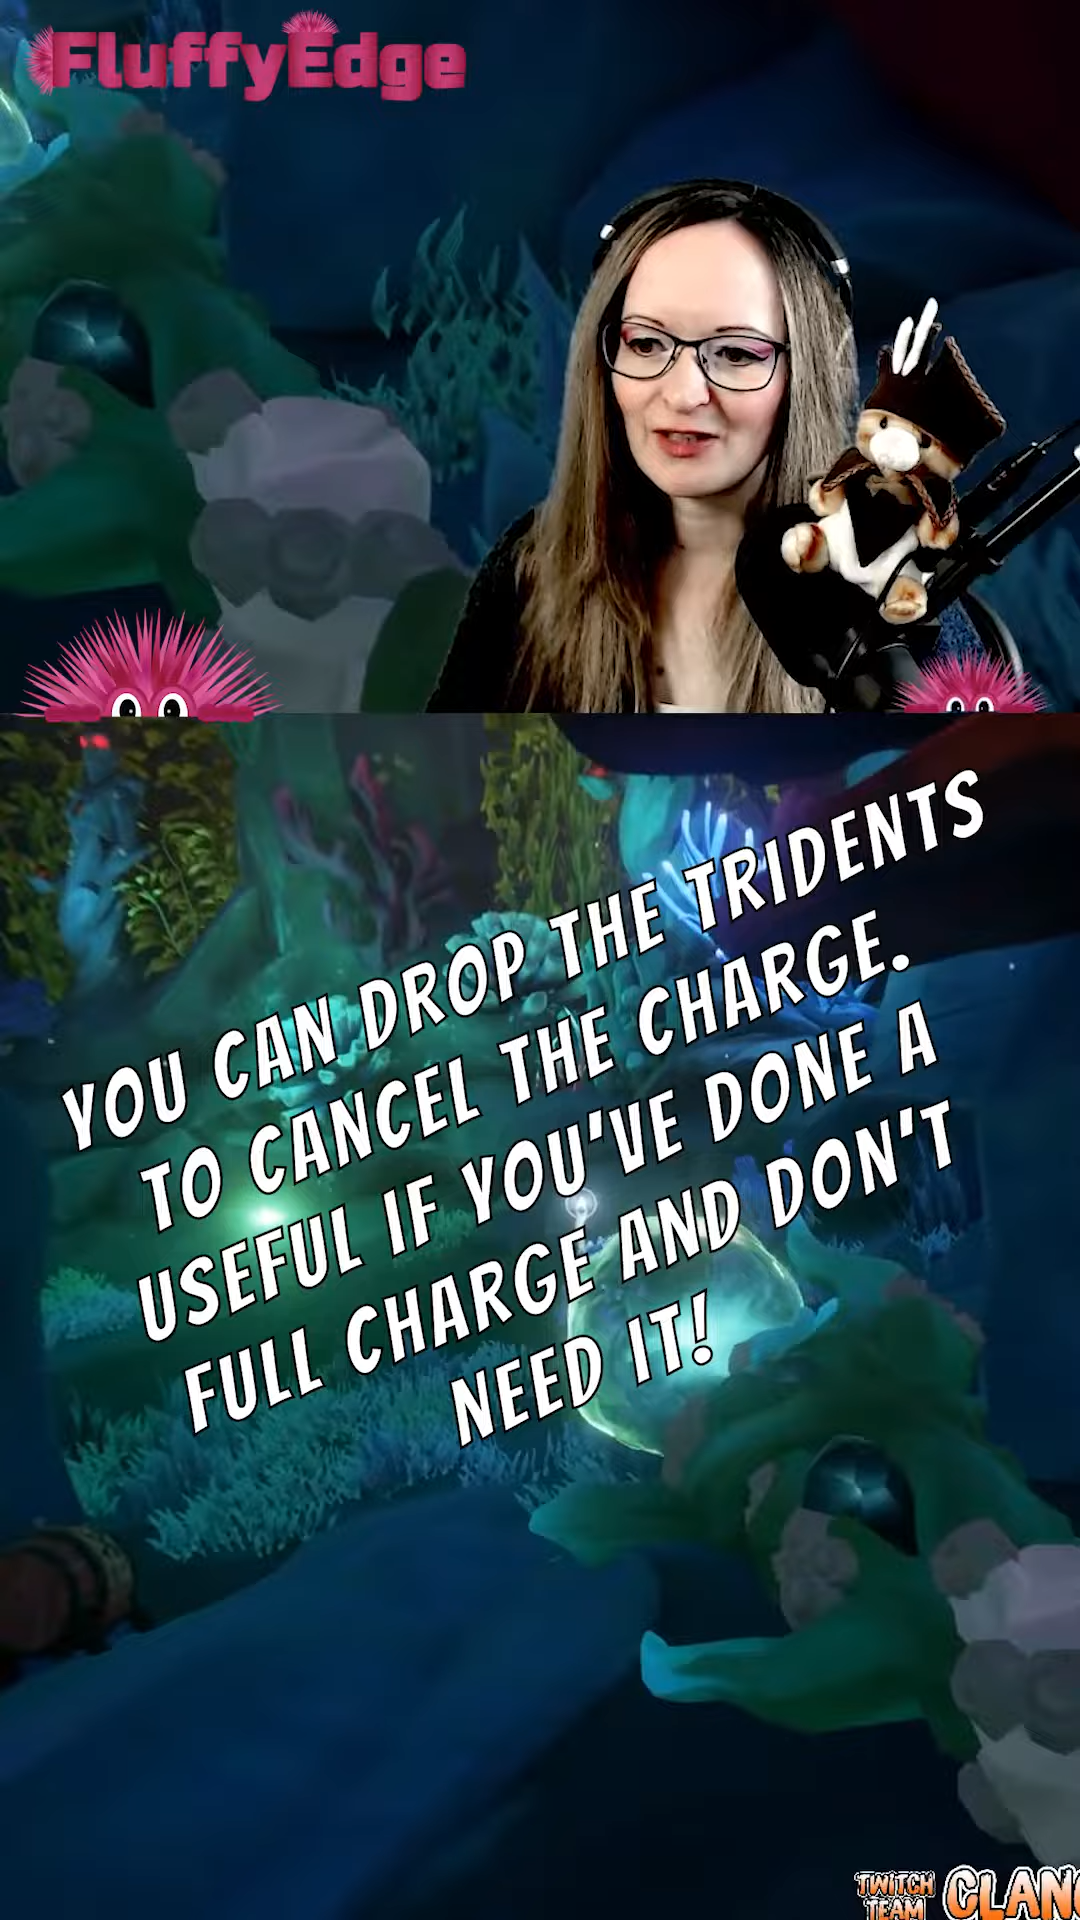 FluffyEdge
YOU CAN DROP THE TRIDENTS
TO CANCEL THE CHARGE.
USEFUL IF YOU'VE DONE A
FULL CHARGE AND DON'T
NEED IT!
TWITCH
TEAM
CLAN